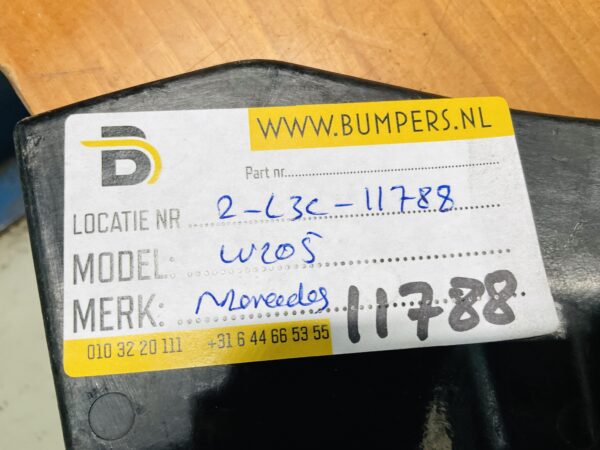 WWW.BUMPERS.NL
B
Part nr.
LOCATIE NR 2-L3C-11788
MODEL: W205
MERK: Mercedes 11788
010 32 20 111 +31 6 44 66 53 55